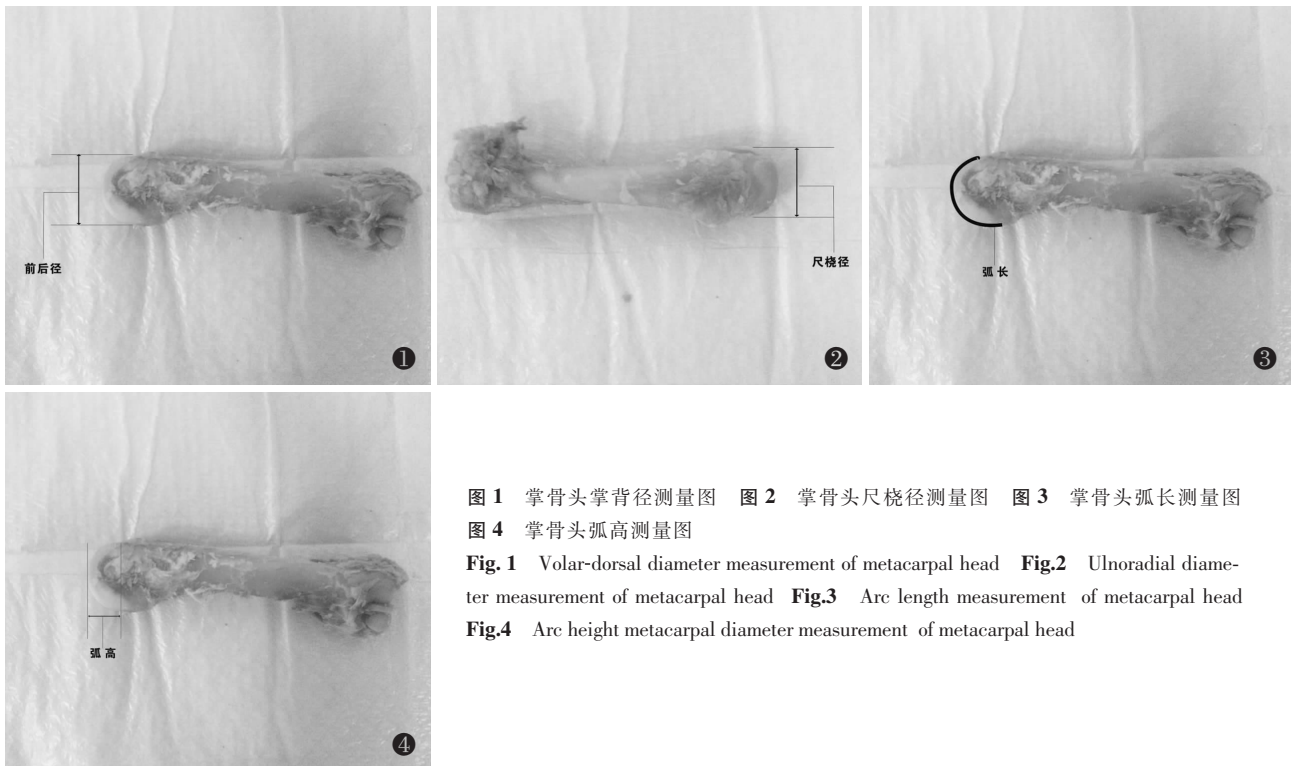 前后径
❶
尺桡径
❷
弧长
❸
弧高
❹
图 1 掌骨头掌背径测量图 图 2 掌骨头尺桡径测量图 图 3 掌骨头弧长测量图
图 4 掌骨头弧高测量图
Fig. 1 Volar-dorsal diameter measurement of metacarpal head Fig.2 Ulnoradial diame-
ter measurement of metacarpal head Fig.3 Arc length measurement of metacarpal head
Fig.4 Arc height metacarpal diameter measurement of metacarpal head